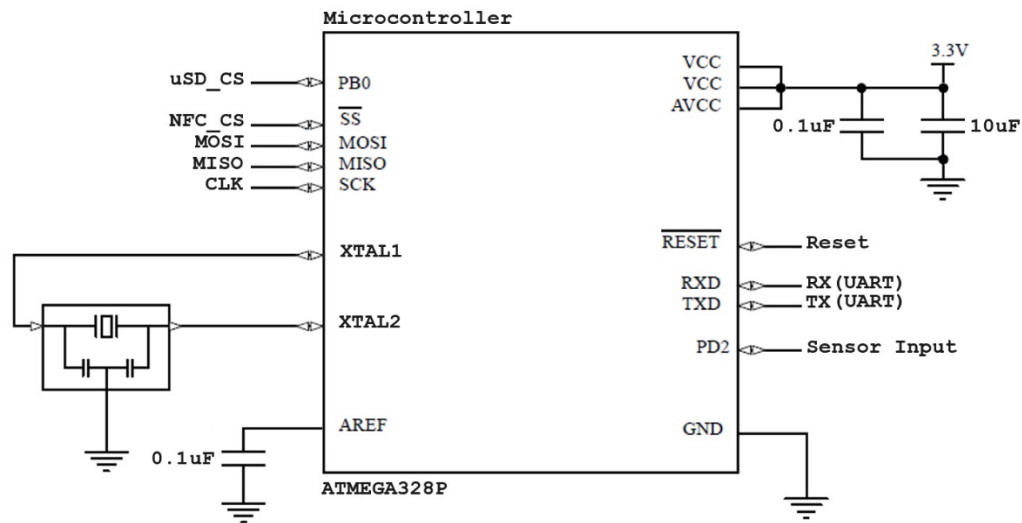 Microcontroller
uSD_CS
PB0
NFC_CS
SS
MOSI
MOSI
MISO
MISO
CLK
SCK
XTAL1
XTAL2
AREF
0.1uF
ATMEGA328P
VCC
VCC
AVCC
3.3V
0.1uF
10uF
RESET
Reset
RXD
RX(UART)
TXD
TX(UART)
PD2
Sensor Input
GND